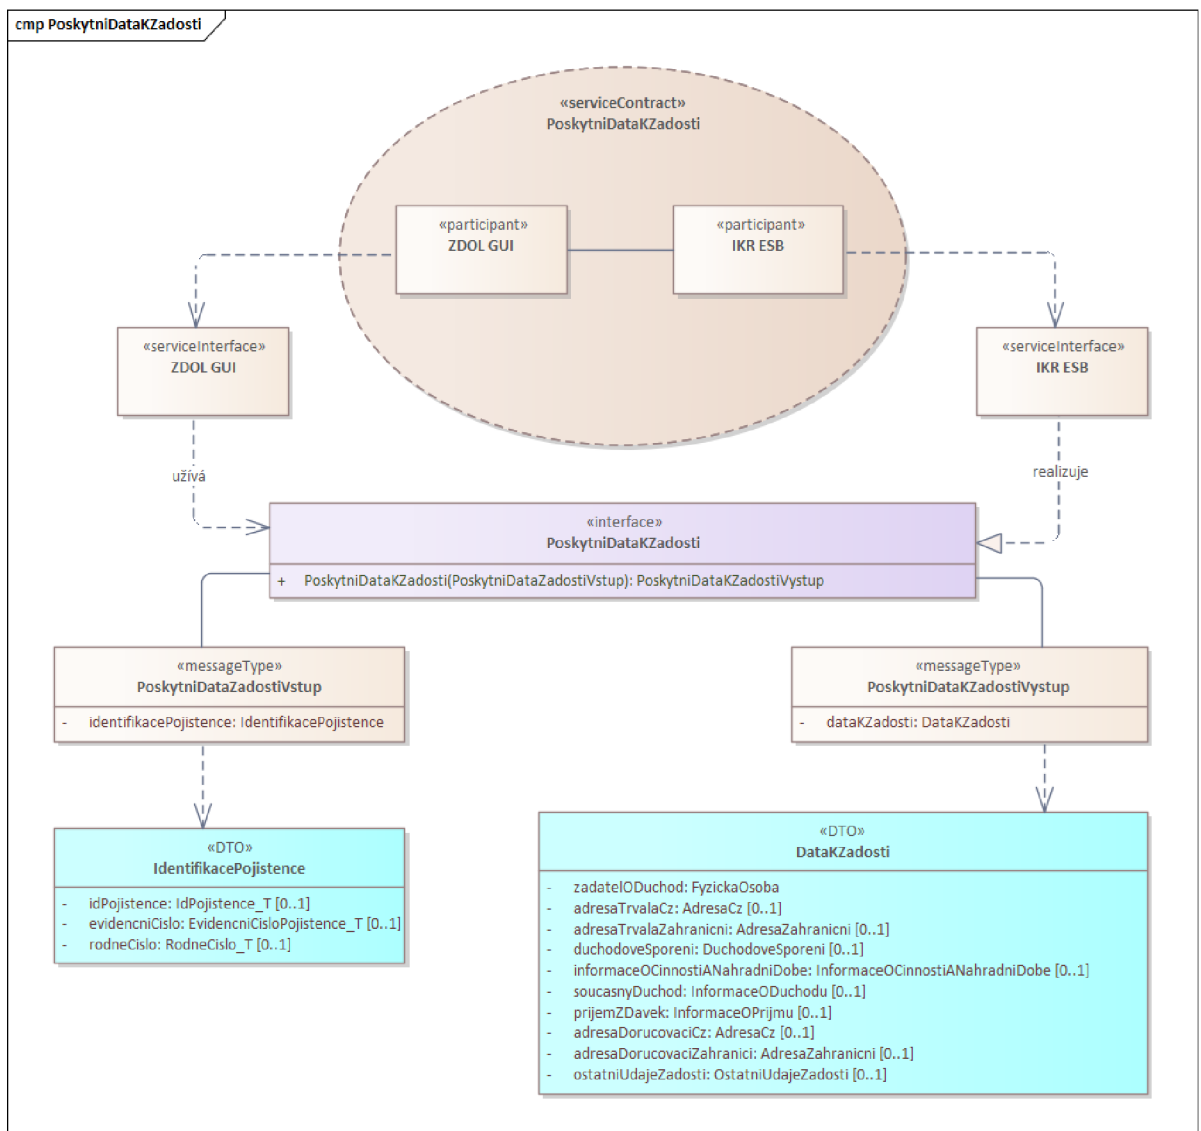 cmp PoskytniDataKZadosti
«serviceContract»
PoskytniDataKZadosti
«participant»
ZDOL GUI
«participant»
IKR ESB
«serviceInterface»
ZDOL GUI
«serviceInterface»
IKR ESB
užívá
realizuje
«interface»
PoskytniDataKZadosti
+ PoskytniDataKZadosti(PoskytniDataZadostiVstup): PoskytniDataKZadostiVystup
«messageType»
PoskytniDataZadostiVstup
- identifikacePojistence: IdentifikacePojistence
«messageType»
PoskytniDataKZadostiVystup
- dataKZadosti: DataKZadosti
«DTO»
IdentifikacePojistence
- idPojistence: IdPojistence_T [0..1]
- evidencniCislo: EvidencniCisloPojistence_T [0..1]
- rodneCislo: RodneCislo_T [0..1]
«DTO»
DataKZadosti
- zadatelODuchod: FyzickaOsoba
- adresaTrvalaCz: AdresaCz [0..1]
- adresaTrvalaZahranicni: AdresaZahranicni [0..1]
- duchodoveSporeni: DuchodoveSporeni [0..1]
- informaceOCinnostiANahradniDobe: InformaceOCinnostiANahradniDobe [0..1]
- soucasnyDuchod: InformaceODuchodu [0..1]
- prijemZDavek: InformaceOPrijmu [0..1]
- adresaDorucovaciCz: AdresaCz [0..1]
- adresaDorucovaciZahranici: AdresaZahranicni [0..1]
- ostatniUdajeZadosti: OstatniUdajeZadosti [0..1]